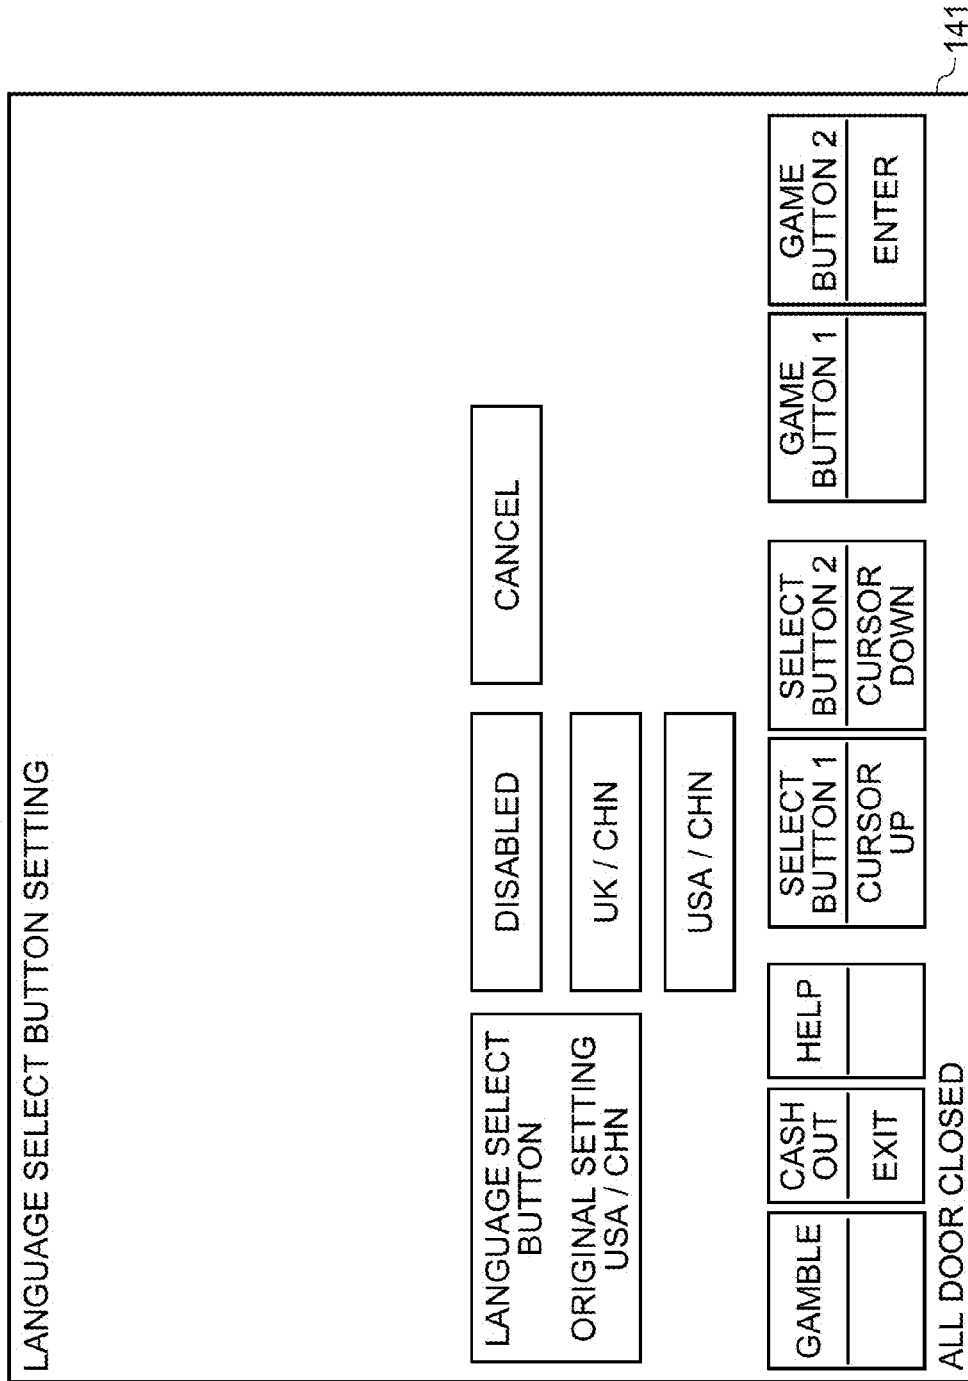 LANGUAGE SELECT BUTTON SETTING
LANGUAGE SELECT
BUTTON
ORIGINAL SETTING
USA / CHN
DISABLED
UK / CHN
USA / CHN
CANCEL
GAMBLE
CASH
OUT
EXIT
HELP
SELECT
BUTTON 1
CURSOR
UP
SELECT
BUTTON 2
CURSOR
DOWN
GAME
BUTTON 1
GAME
BUTTON 2
ENTER
ALL DOOR CLOSED
141